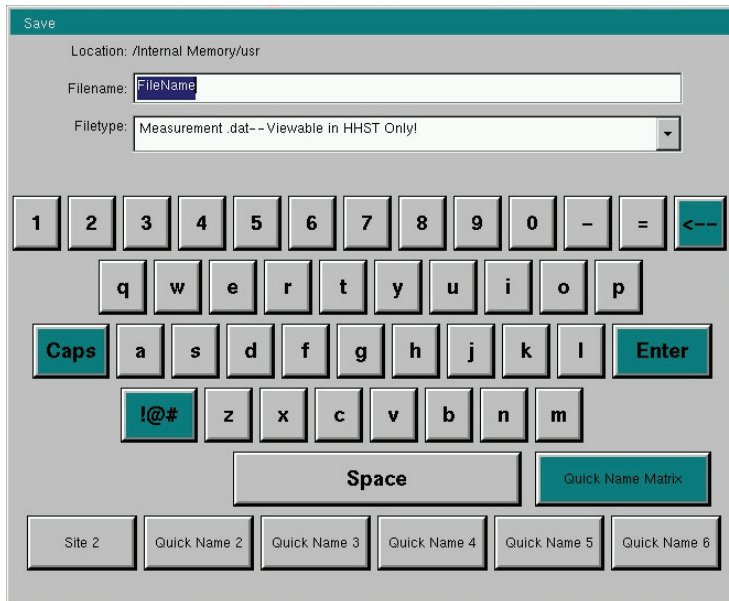 Save
Location: /Internal Memory/usr
Filename: FileName
Filetype: Measurement .dat-- Viewable in HHST Only!
1 2 3 4 5 6 7 8 9 0 - = <--
q w e r t y u i o p
Caps a s d f g h j k l Enter
!@# z x c v b n m
Space Quick Name Matrix
Site 2 Quick Name 2 Quick Name 3 Quick Name 4 Quick Name 5 Quick Name 6